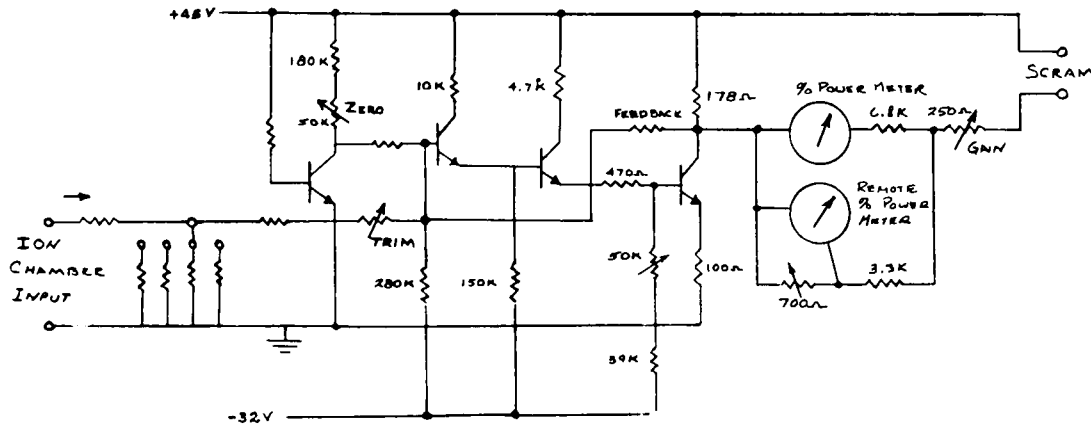 +45V
180K
ZERO
50K
10K
4.7K
178Ω
SCRAM
% POWER METER
6.8K
250Ω
GAIN
FEEDBACK
470Ω
REMOTE
% POWER
METER
ION
CHAMBER
INPUT
TRIM
280K
150K
50K
100Ω
3.3K
700Ω
39K
-32V